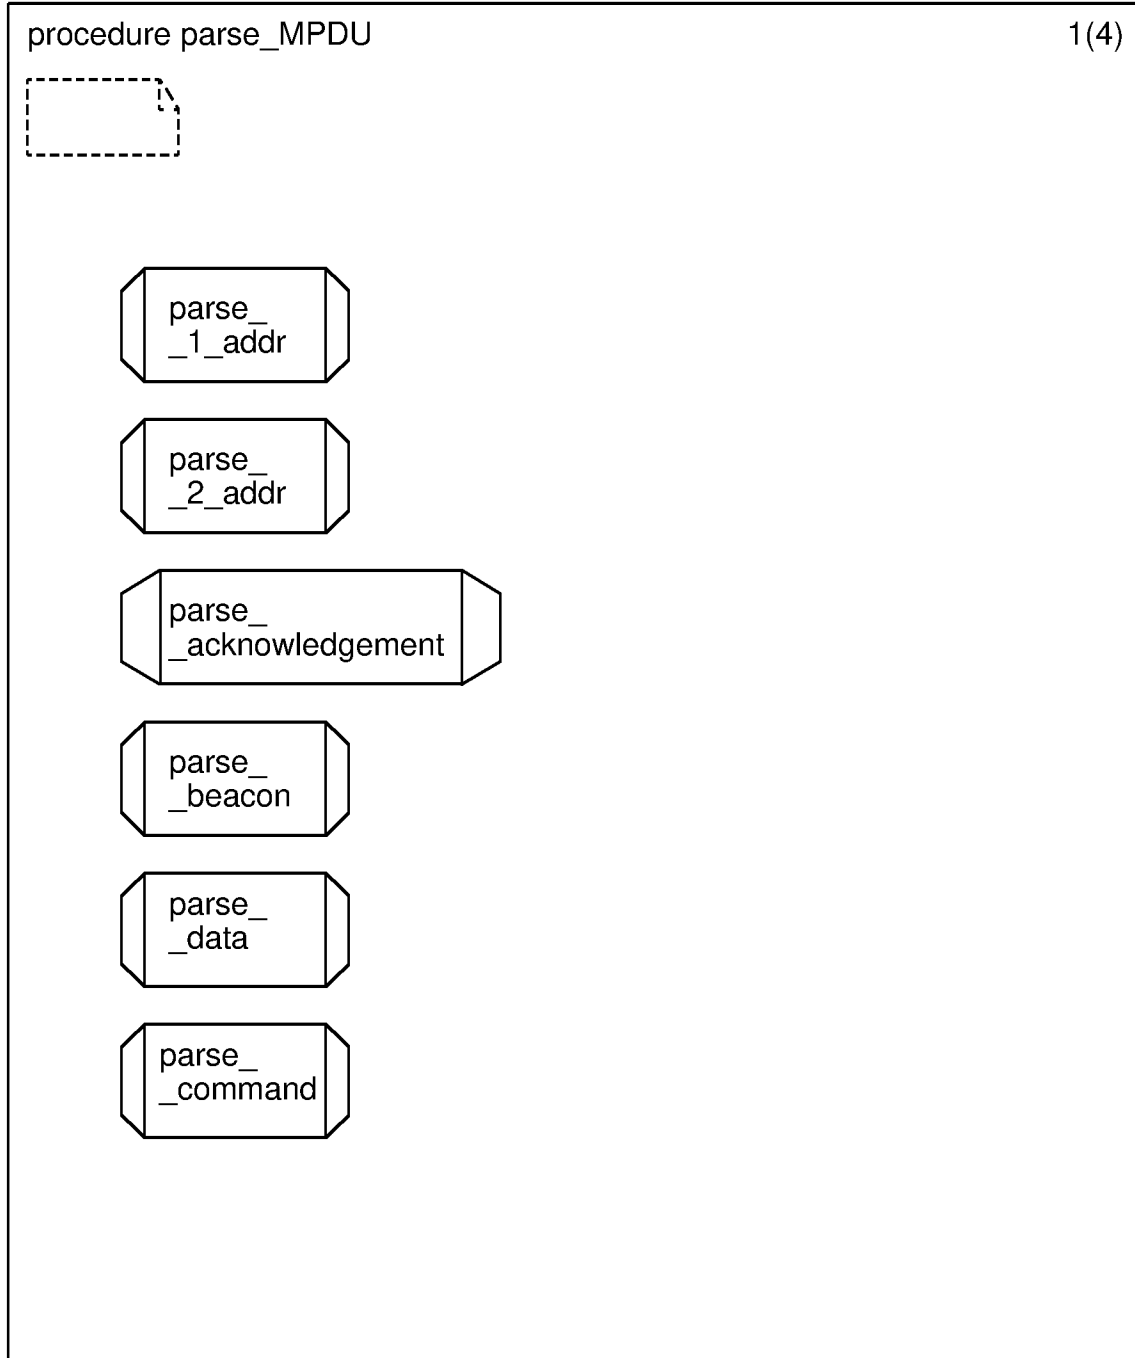 procedure parse_MPDU 1(4)
parse_
_1_addr
parse_
_2_addr
parse_
_acknowledgement
parse_
_beacon
parse_
_data
parse_
_command